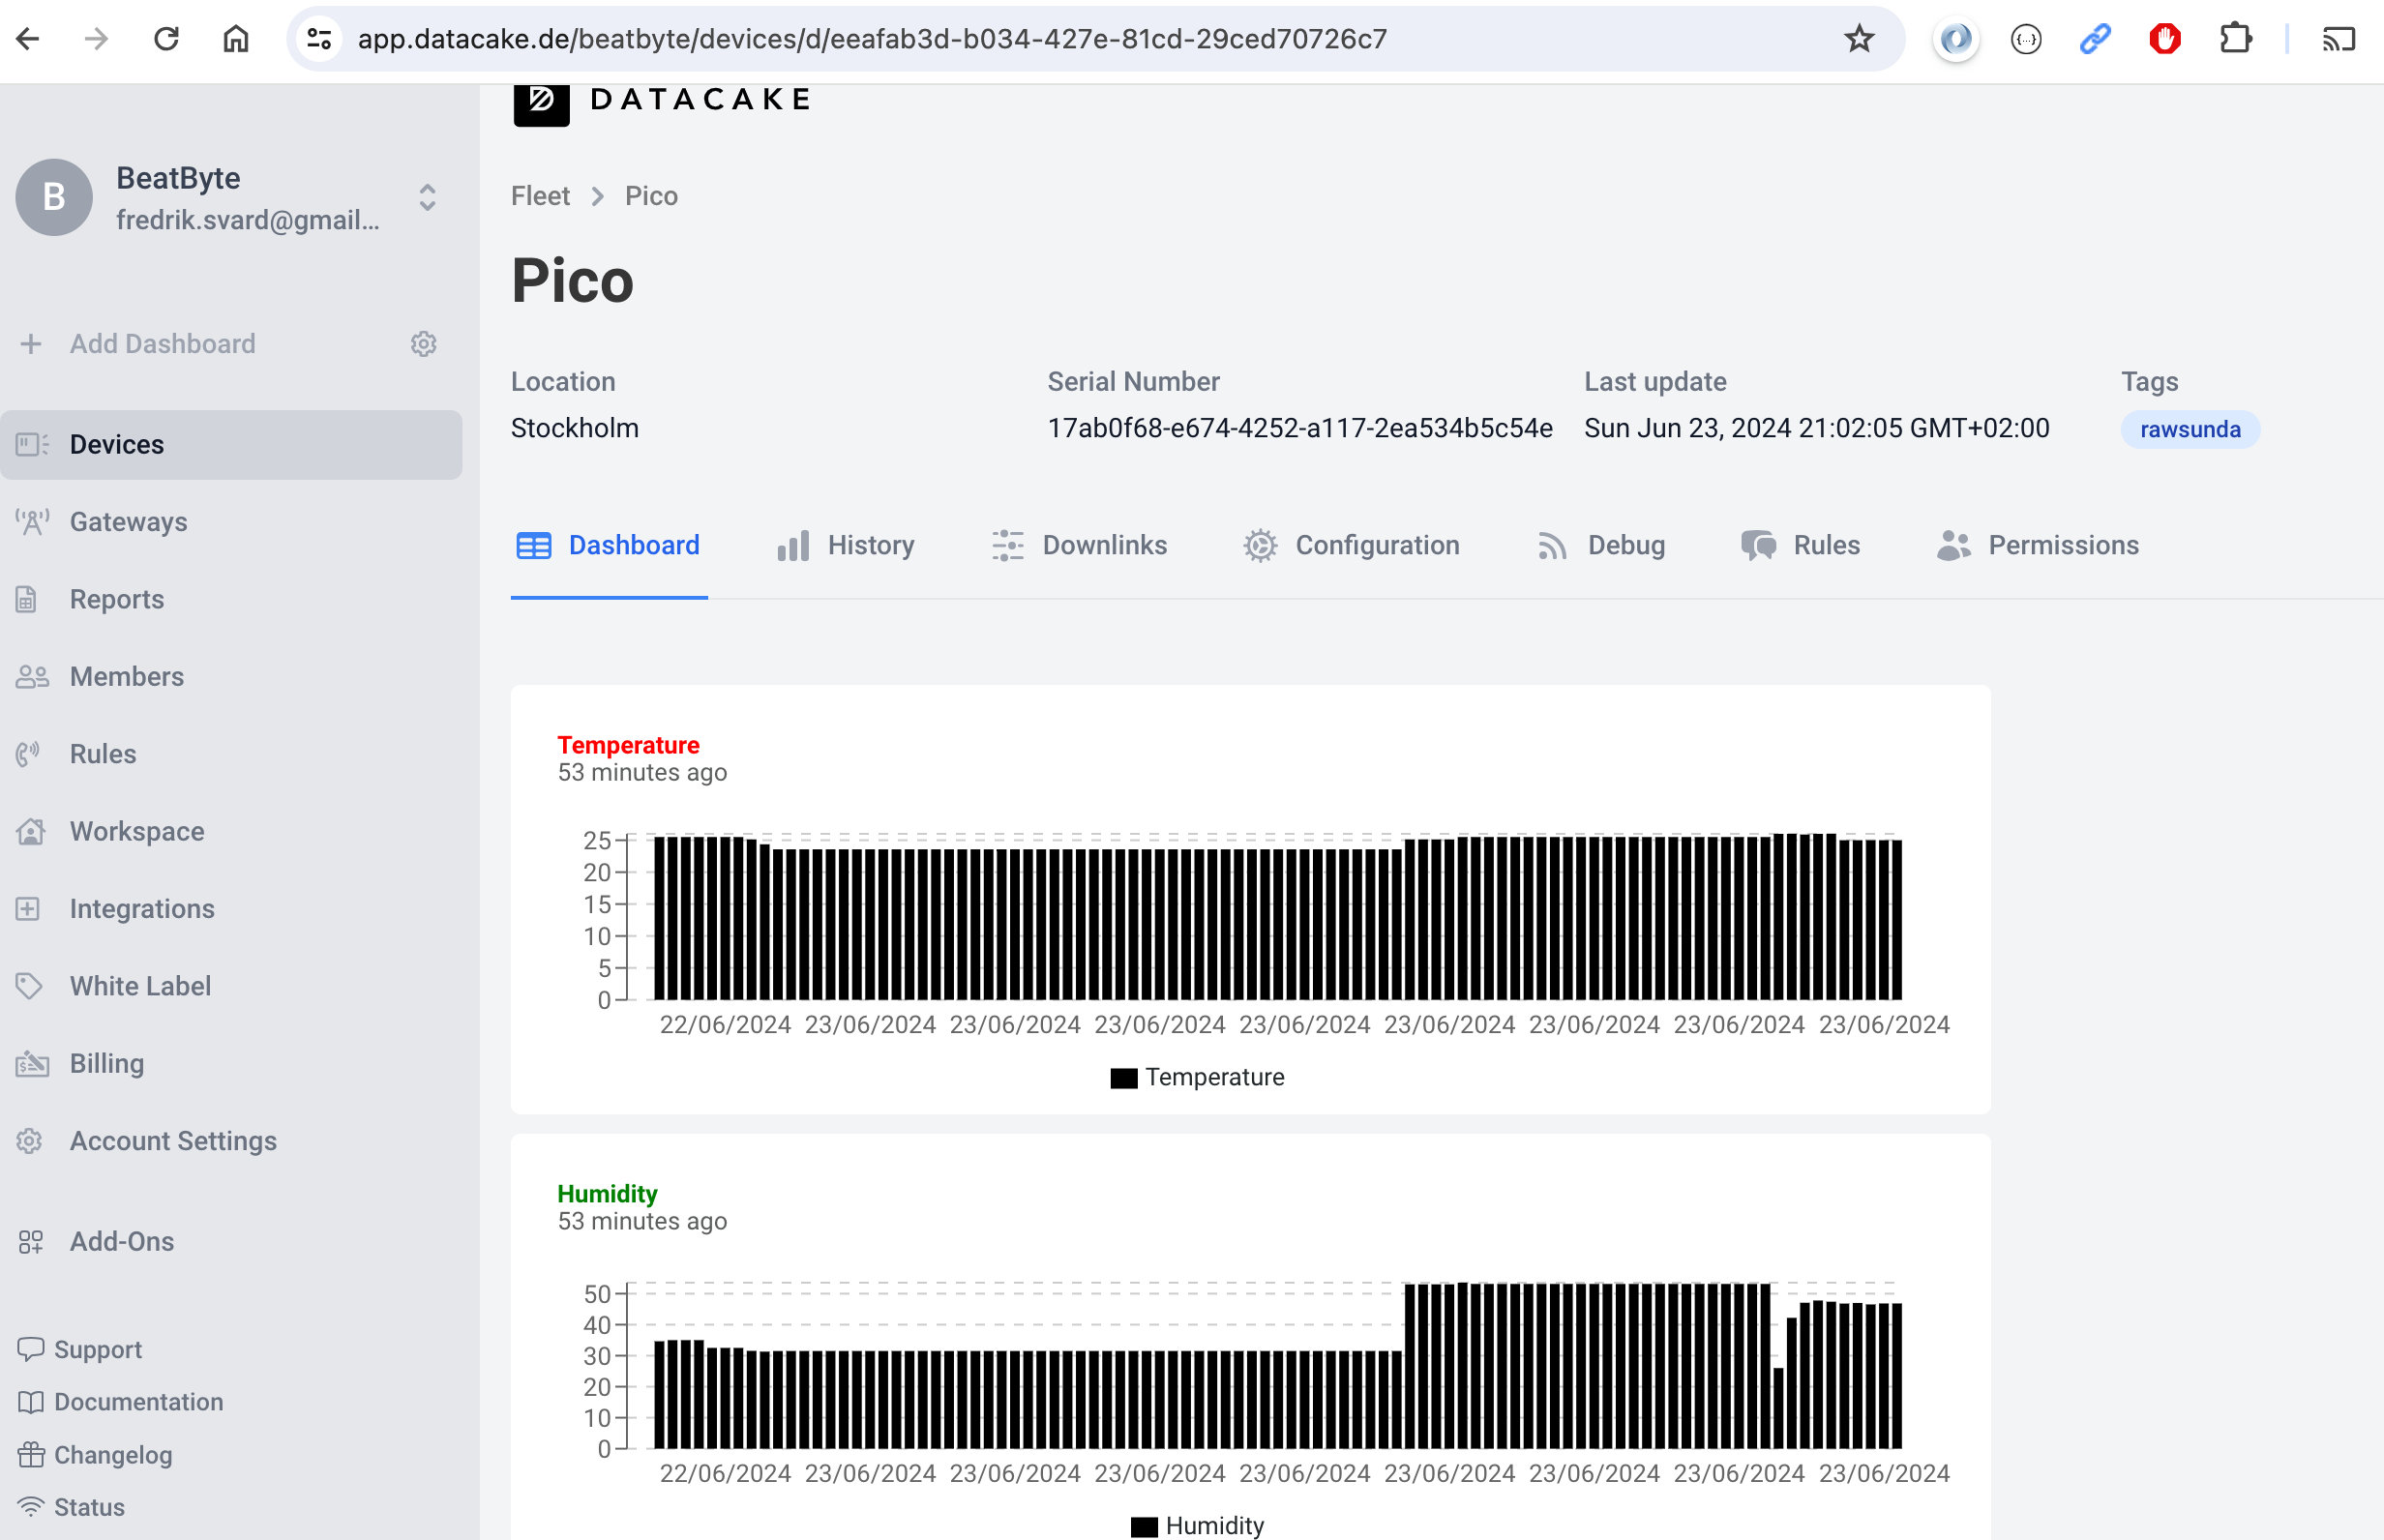 app.datacake.de/beatbyte/devices/d/eeafab3d-b034-427e-81cd-29ced70726c7
DATACAKE
B
BeatByte
fredrik.svard@gmail...
Fleet > Pico
Pico
Add Dashboard
Location
Serial Number
Last update
Tags
Stockholm
17ab0f68-e674-4252-a117-2ea534b5c54e
Sun Jun 23, 2024 21:02:05 GMT+02:00
rawsunda
Devices
Gateways
Reports
Members
Rules
Workspace
Integrations
White Label
Billing
Account Settings
Add-Ons
Support
Documentation
Changelog
Status
Dashboard
History
Downlinks
Configuration
Debug
Rules
Permissions
Temperature
53 minutes ago
25
20
15
10
5
0
22/06/2024 23/06/2024 23/06/2024 23/06/2024 23/06/2024 23/06/2024 23/06/2024 23/06/2024 23/06/2024
Temperature
Humidity
53 minutes ago
50
40
30
20
10
0
22/06/2024 23/06/2024 23/06/2024 23/06/2024 23/06/2024 23/06/2024 23/06/2024 23/06/2024 23/06/2024
Humidity